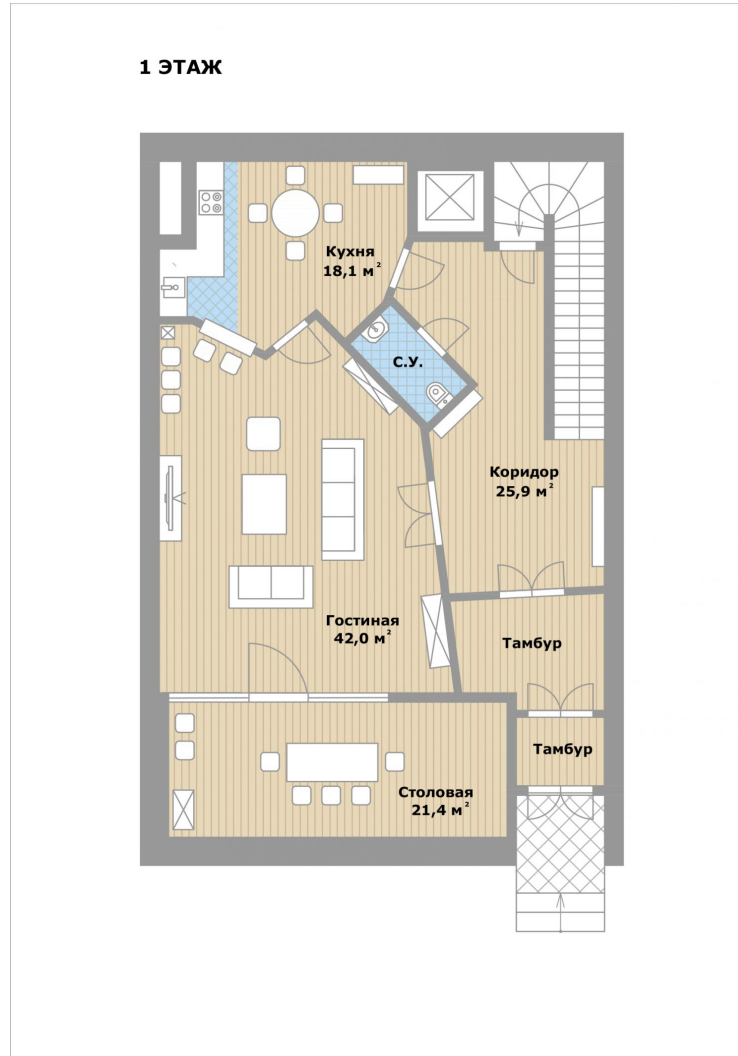 1 ЭТАЖ
Кухня
18,1 м²
С.У.
Коридор
25,9 м²
Гостиная
42,0 м²
Тамбур
Тамбур
Столовая
21,4 м²